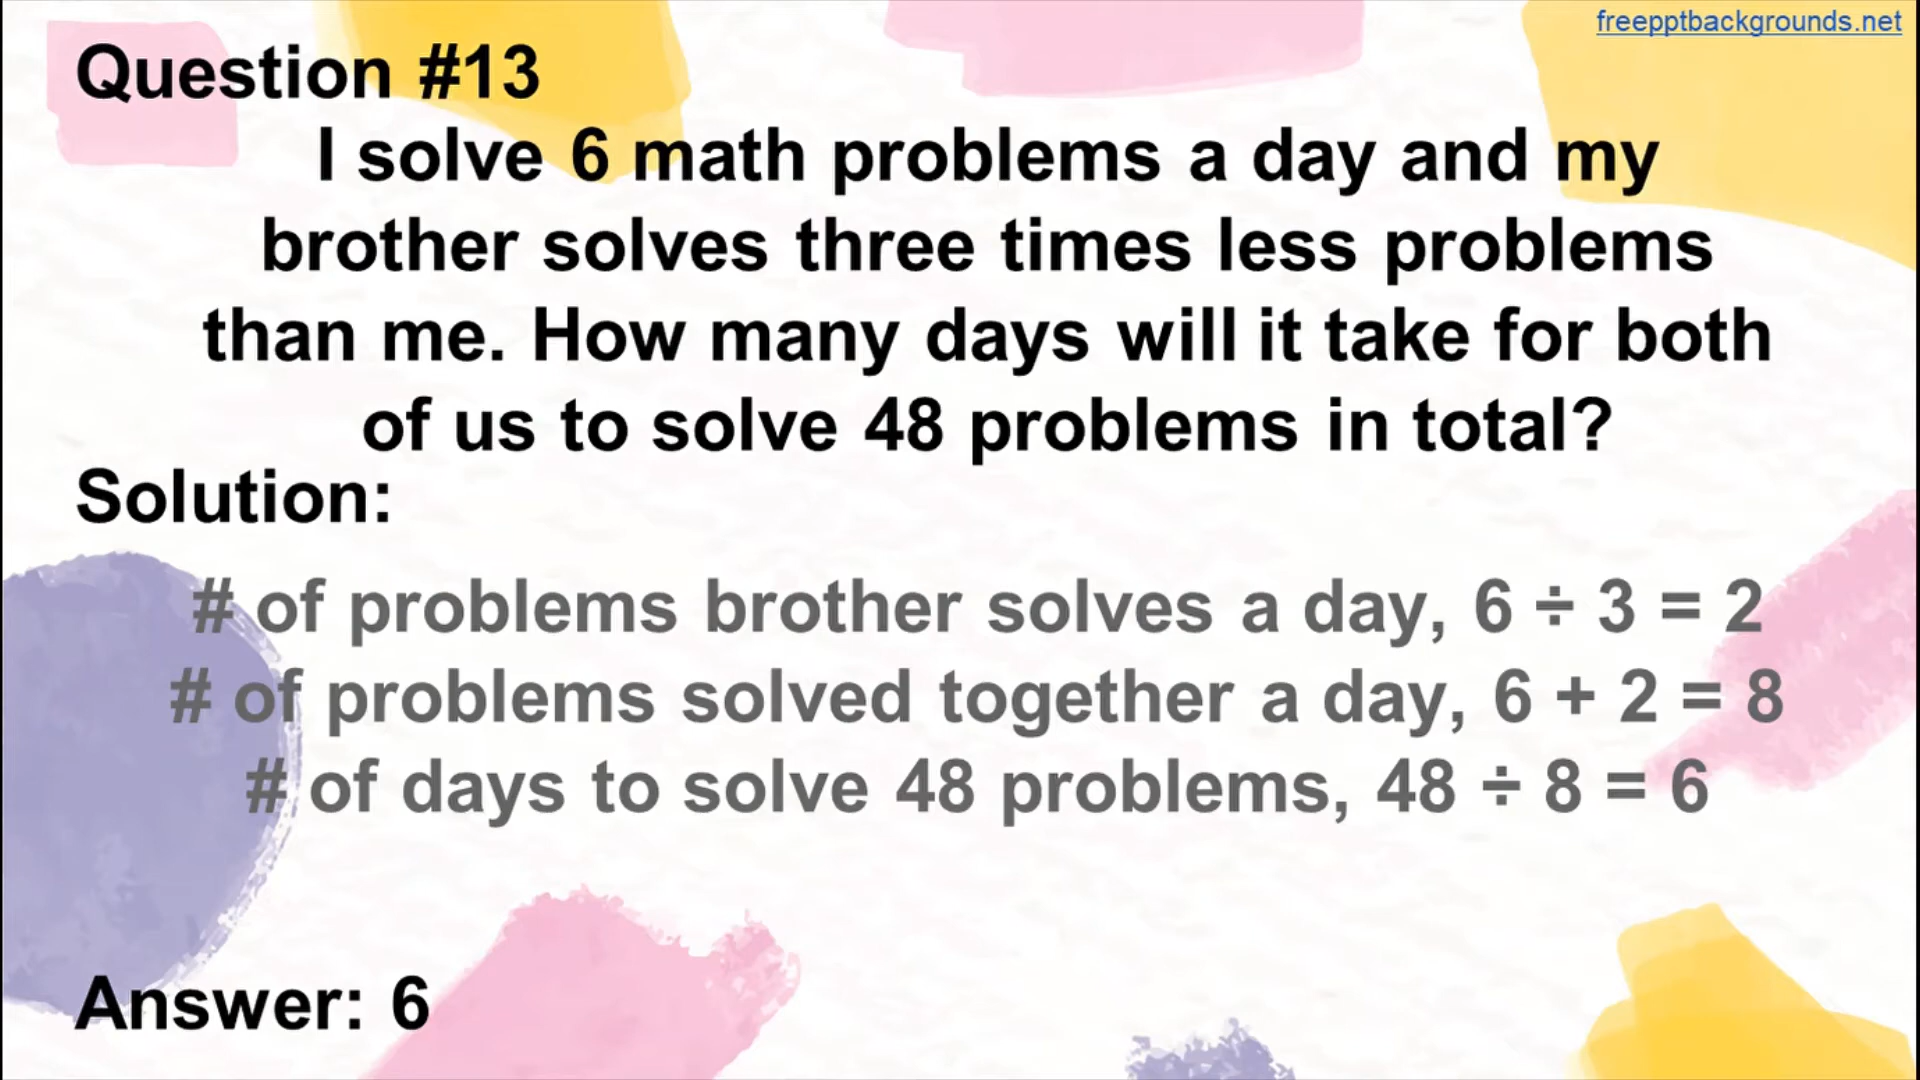 freepptbackgrounds.net
Question #13
I solve 6 math problems a day and my
brother solves three times less problems
than me. How many days will it take for both
of us to solve 48 problems in total?
Solution:
# of problems brother solves a day, 6 ÷ 3 = 2
# of problems solved together a day, 6 + 2 = 8
# of days to solve 48 problems, 48 ÷ 8 = 6
Answer: 6